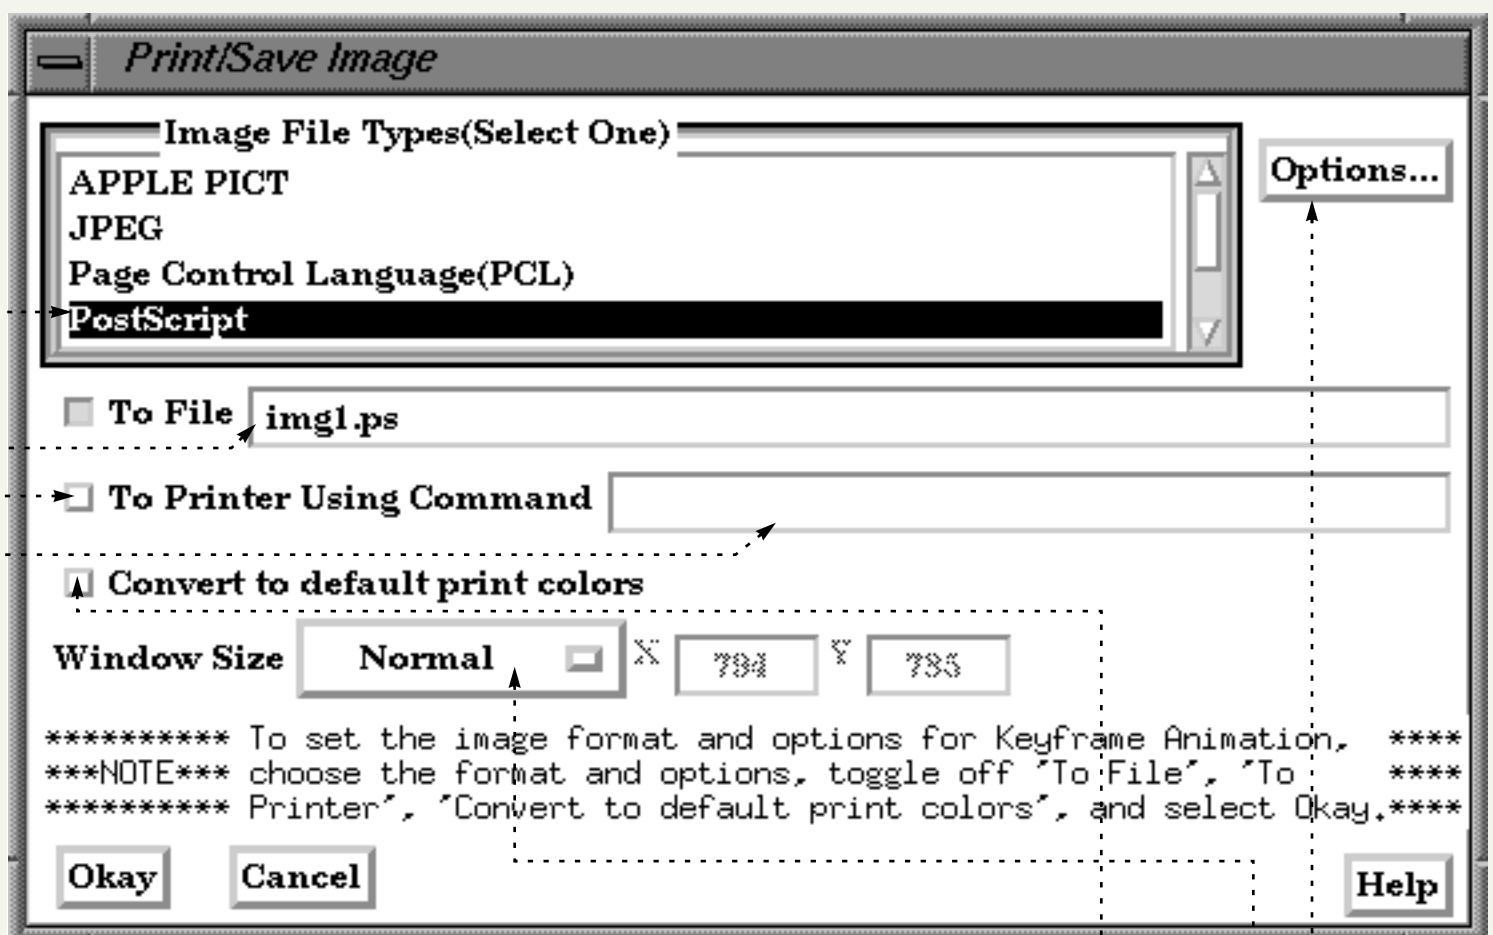 Print/Save Image
Image File Types(Select One)
APPLE PICT
JPEG
Page Control Language(PCL)
PostScript
Options...
To File
img1.ps
To Printer Using Command
Convert to default print colors
Window Size Normal X 794 Y 735
********** To set the image format and options for Keyframe Animation, ****
***NOTE*** choose the format and options, toggle off 'To File', 'To ****
********** Printer', 'Convert to default print colors', and select Okay.****
Okay Cancel Help